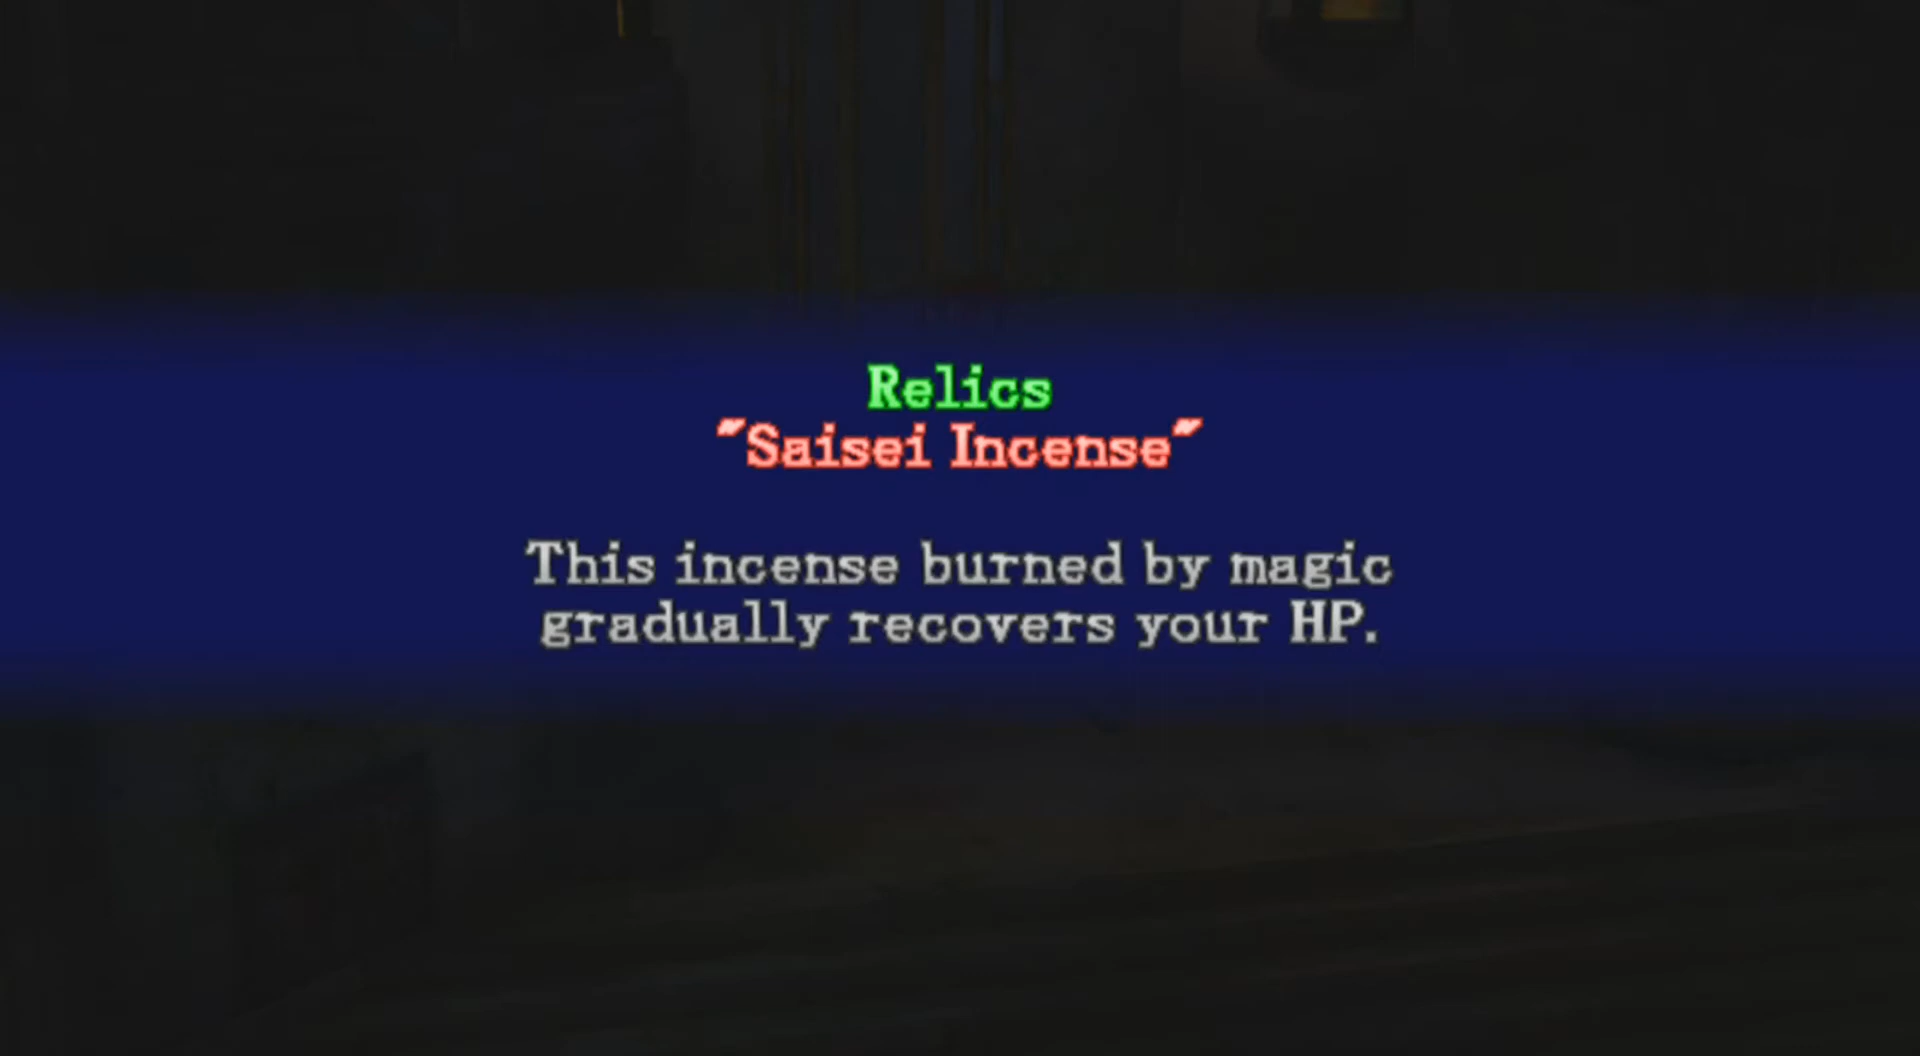 Relics
"Saisei Incense"
This incense burned by magic
gradually recovers your HP.